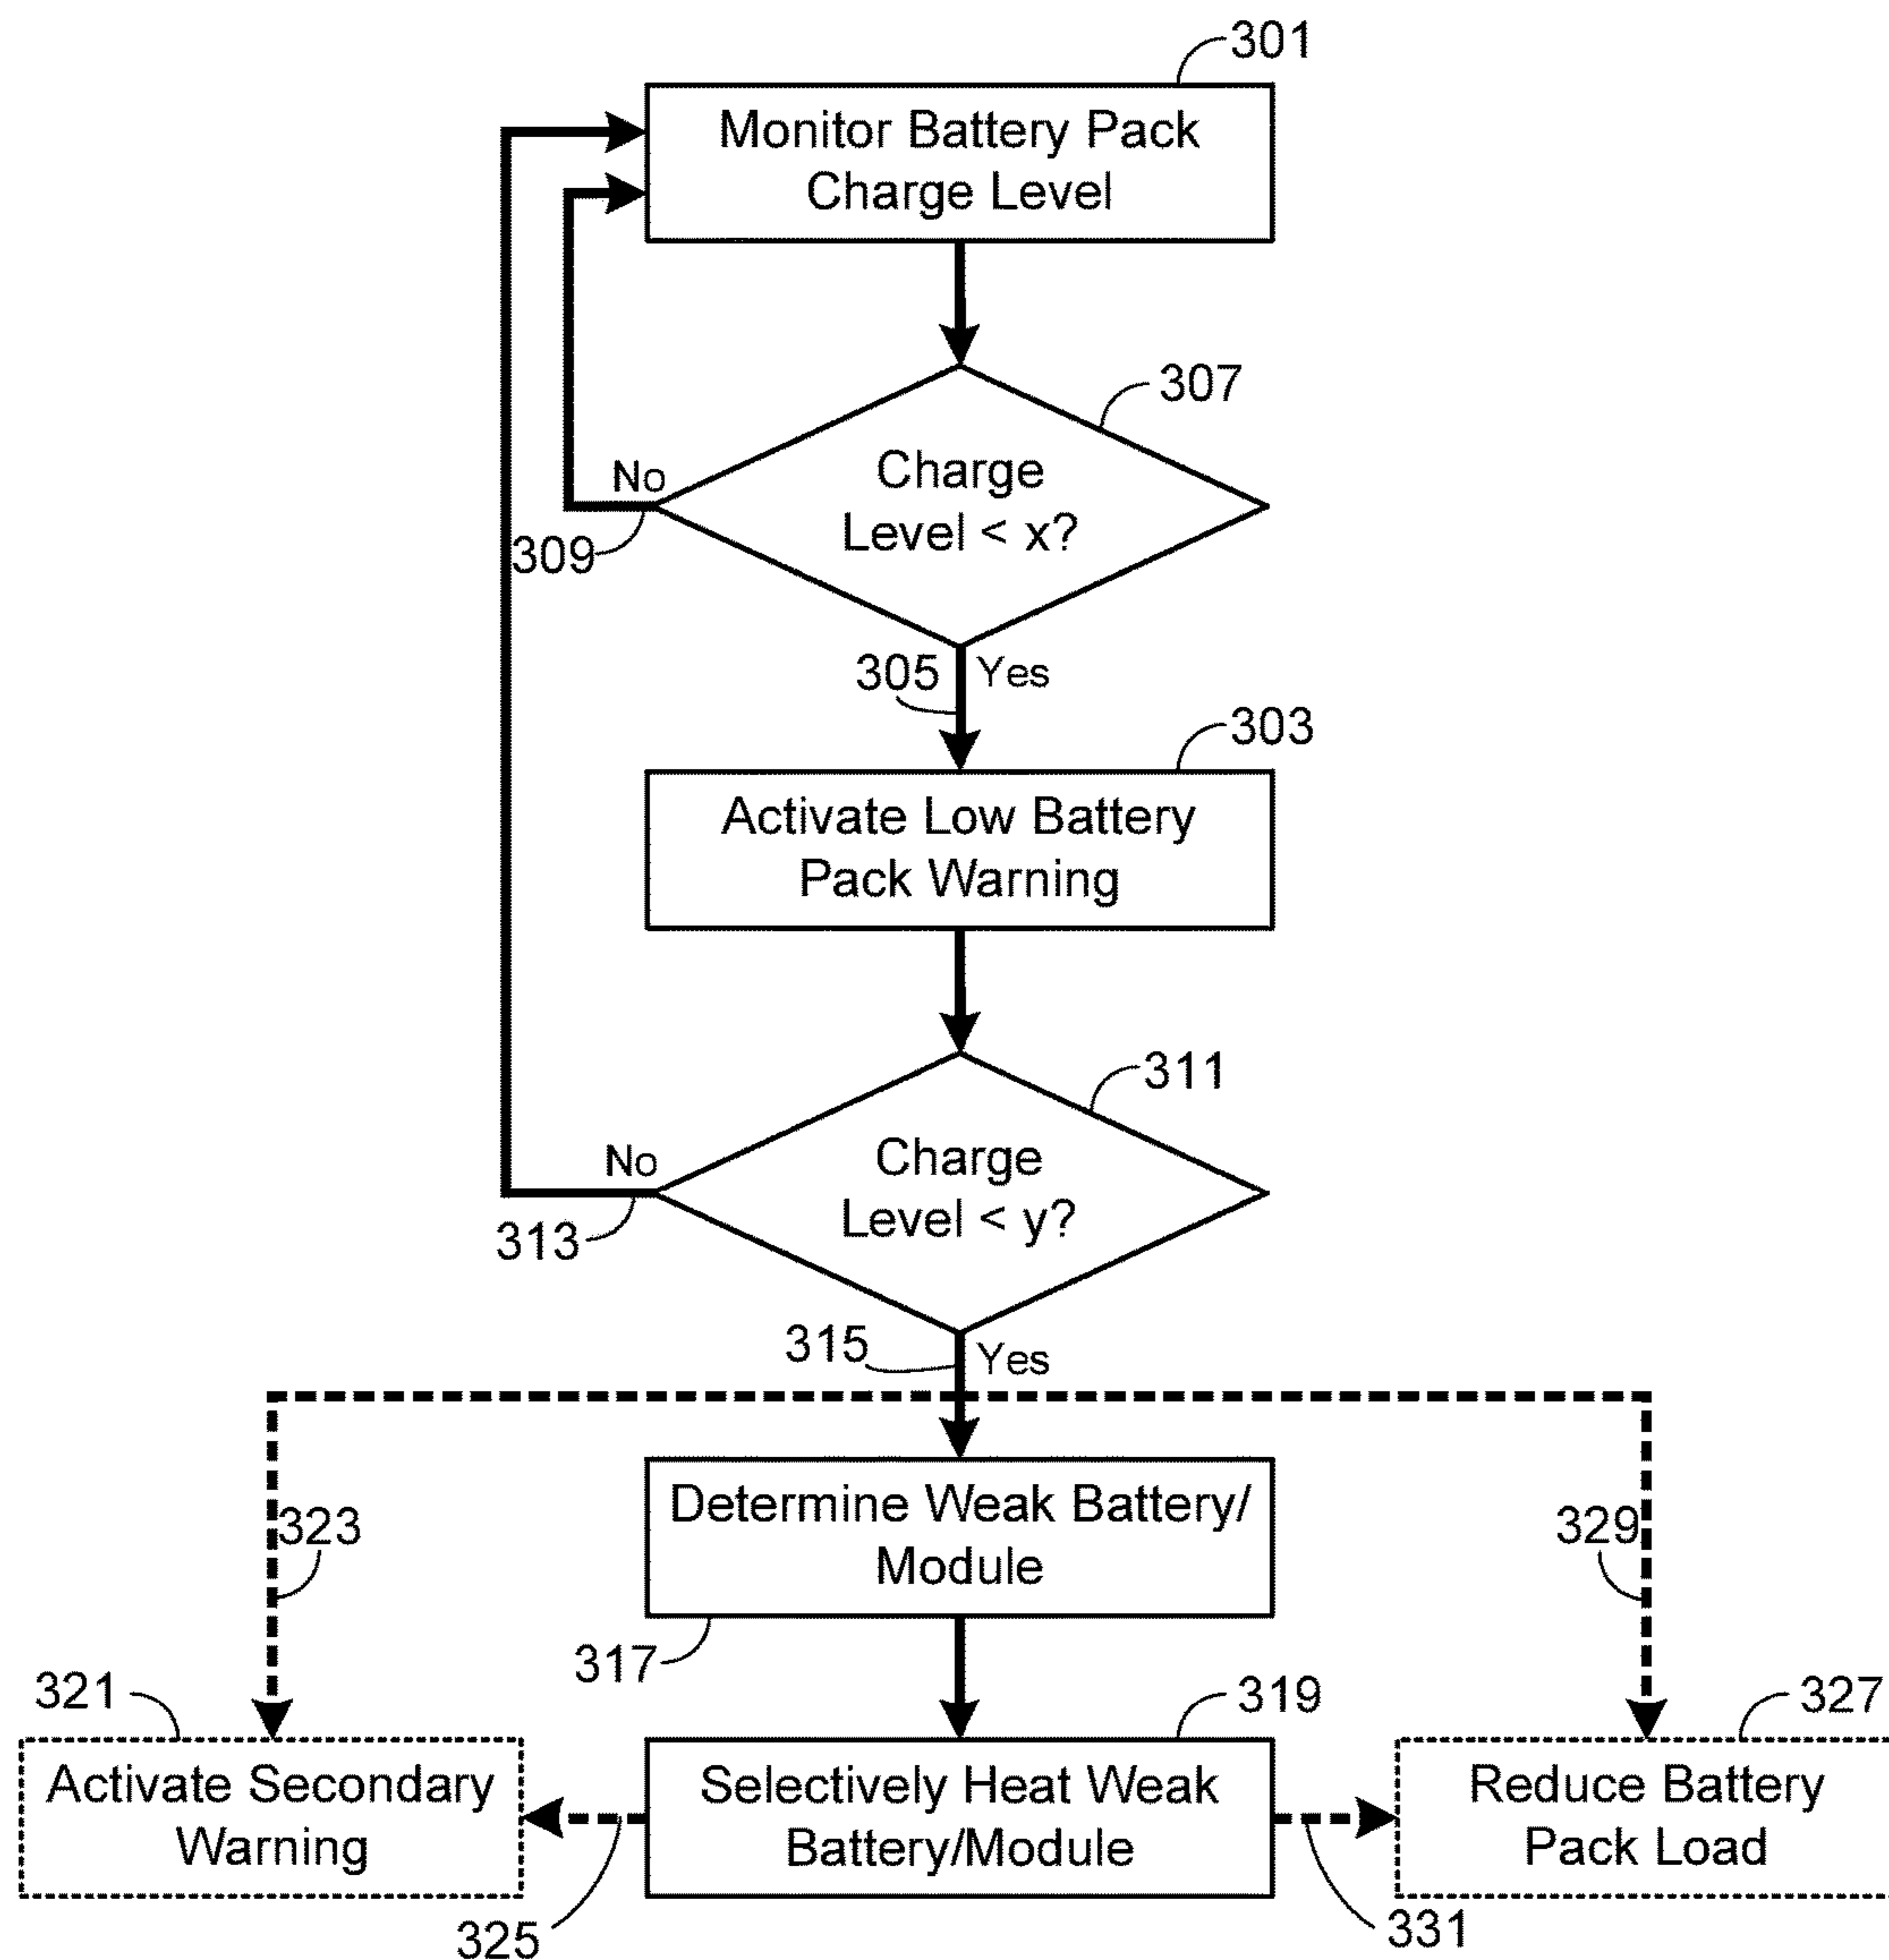 301
Monitor Battery Pack
Charge Level
307
Charge
Level < x?
No
309
305
Yes
303
Activate Low Battery
Pack Warning
311
Charge
Level < y?
No
313
315
Yes
323
Determine Weak Battery/
Module
329
317
321
319
327
Activate Secondary
Warning
Selectively Heat Weak
Battery/Module
Reduce Battery
Pack Load
325
331